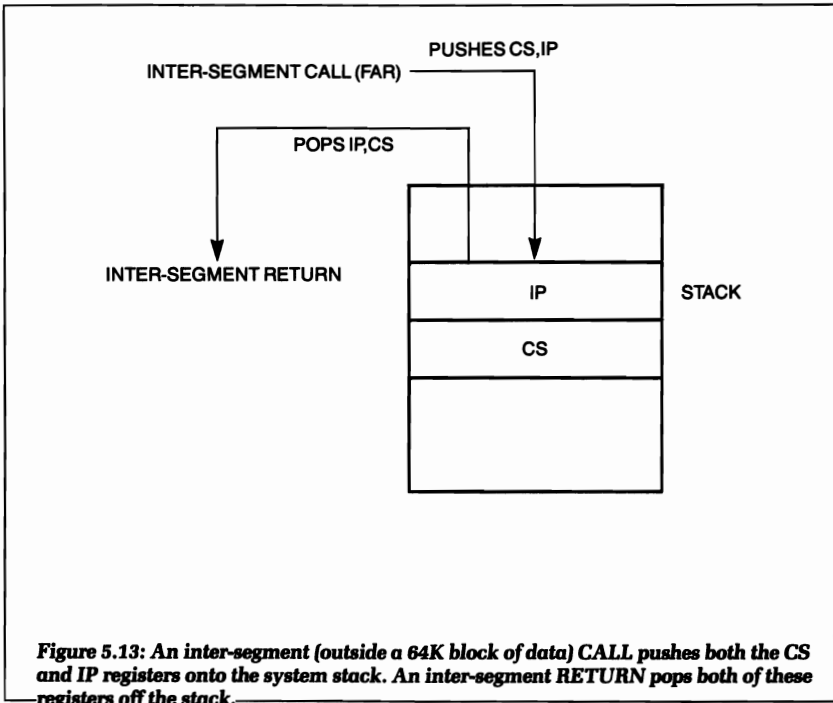 PUSHES CS,IP
INTER-SEGMENT CALL (FAR)
POPS IP,CS
INTER-SEGMENT RETURN
IP
STACK
CS
Figure 5.13: An inter-segment (outside a 64K block of data) CALL pushes both the CS
and IP registers onto the system stack. An inter-segment RETURN pops both of these
registers off the stack.